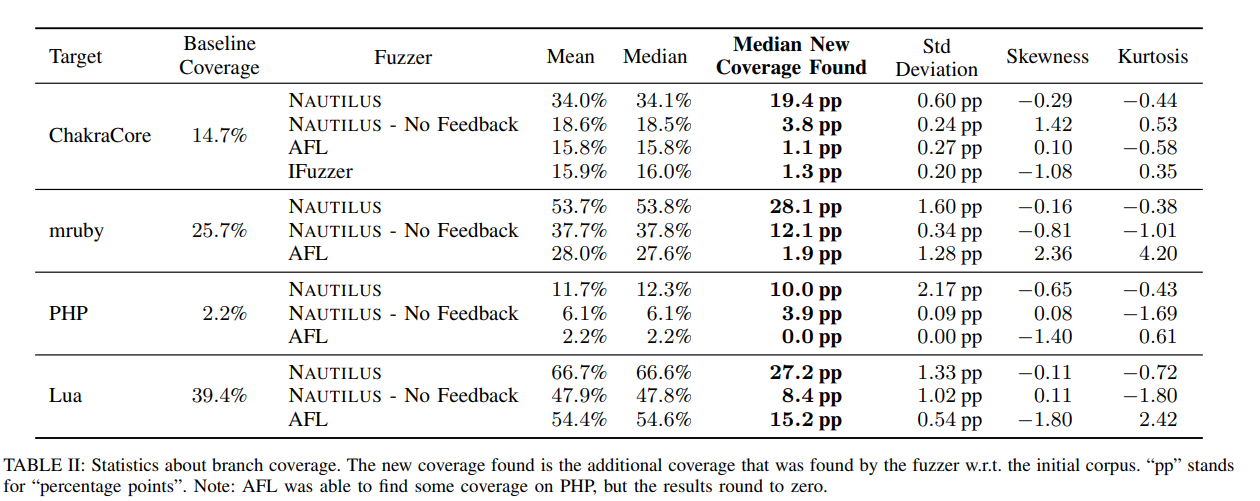 Target Baseline Coverage Fuzzer Mean Median Median New Coverage Found Std Deviation Skewness Kurtosis
ChakraCore 14.7% NAUTILUS 34.0% 34.1% 19.4 pp 0.60 pp −0.29 −0.44
NAUTILUS - No Feedback 18.6% 18.5% 3.8 pp 0.24 pp 1.42 0.53
AFL 15.8% 15.8% 1.1 pp 0.27 pp 0.10 −0.58
IFuzzer 15.9% 16.0% 1.3 pp 0.20 pp −1.08 0.35
mruby 25.7% NAUTILUS 53.7% 53.8% 28.1 pp 1.60 pp −0.16 −0.38
NAUTILUS - No Feedback 37.7% 37.8% 12.1 pp 0.34 pp −0.81 −1.01
AFL 28.0% 27.6% 1.9 pp 1.28 pp 2.36 4.20
PHP 2.2% NAUTILUS 11.7% 12.3% 10.0 pp 2.17 pp −0.65 −0.43
NAUTILUS - No Feedback 6.1% 6.1% 3.9 pp 0.09 pp 0.08 −1.69
AFL 2.2% 2.2% 0.0 pp 0.00 pp −1.40 0.61
Lua 39.4% NAUTILUS 66.7% 66.6% 27.2 pp 1.33 pp −0.11 −0.72
NAUTILUS - No Feedback 47.9% 47.8% 8.4 pp 1.02 pp 0.11 −1.80
AFL 54.4% 54.6% 15.2 pp 0.54 pp −1.80 2.42
TABLE II: Statistics about branch coverage. The new coverage found is the additional coverage that was found by the fuzzer w.r.t. the initial corpus. “pp” stands
for “percentage points”. Note: AFL was able to find some coverage on PHP, but the results round to zero.